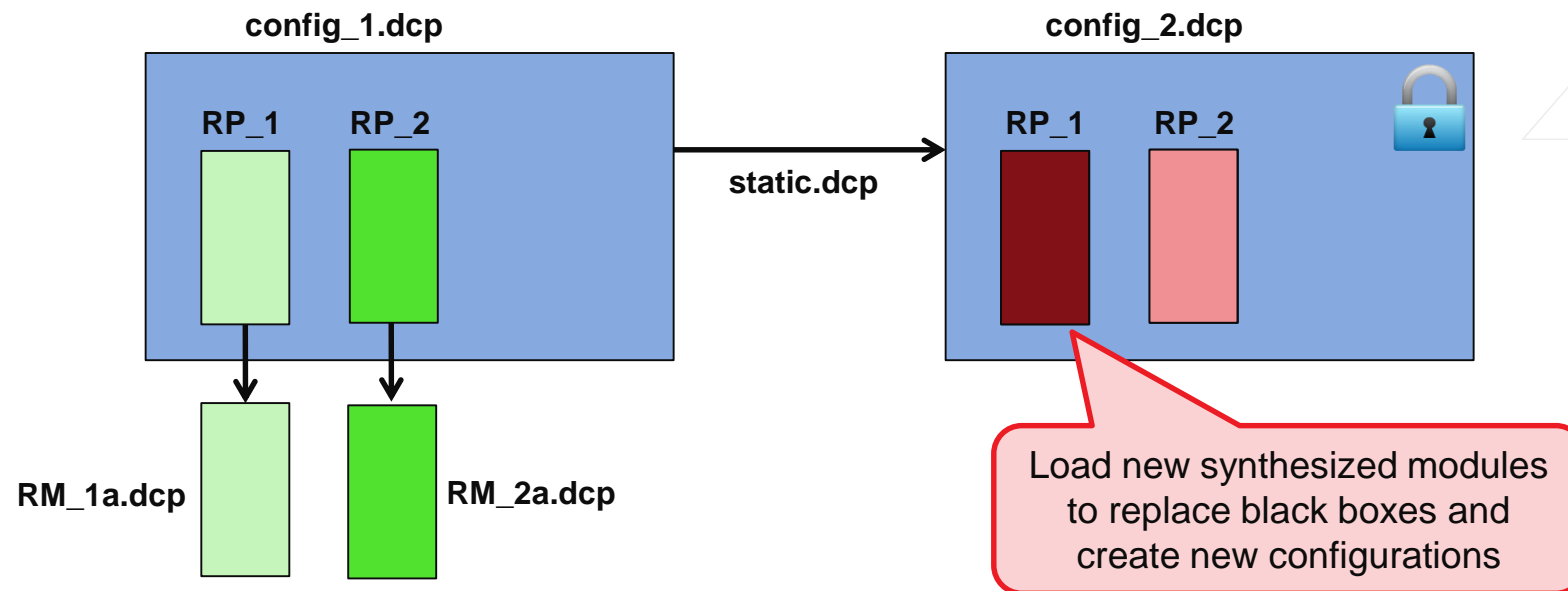 config_1.dcp
config_2.dcp
RP_1
RP_2
RP_1
RP_2
static.dcp
RM_1a.dcp
RM_2a.dcp
Load new synthesized modules
to replace black boxes and
create new configurations